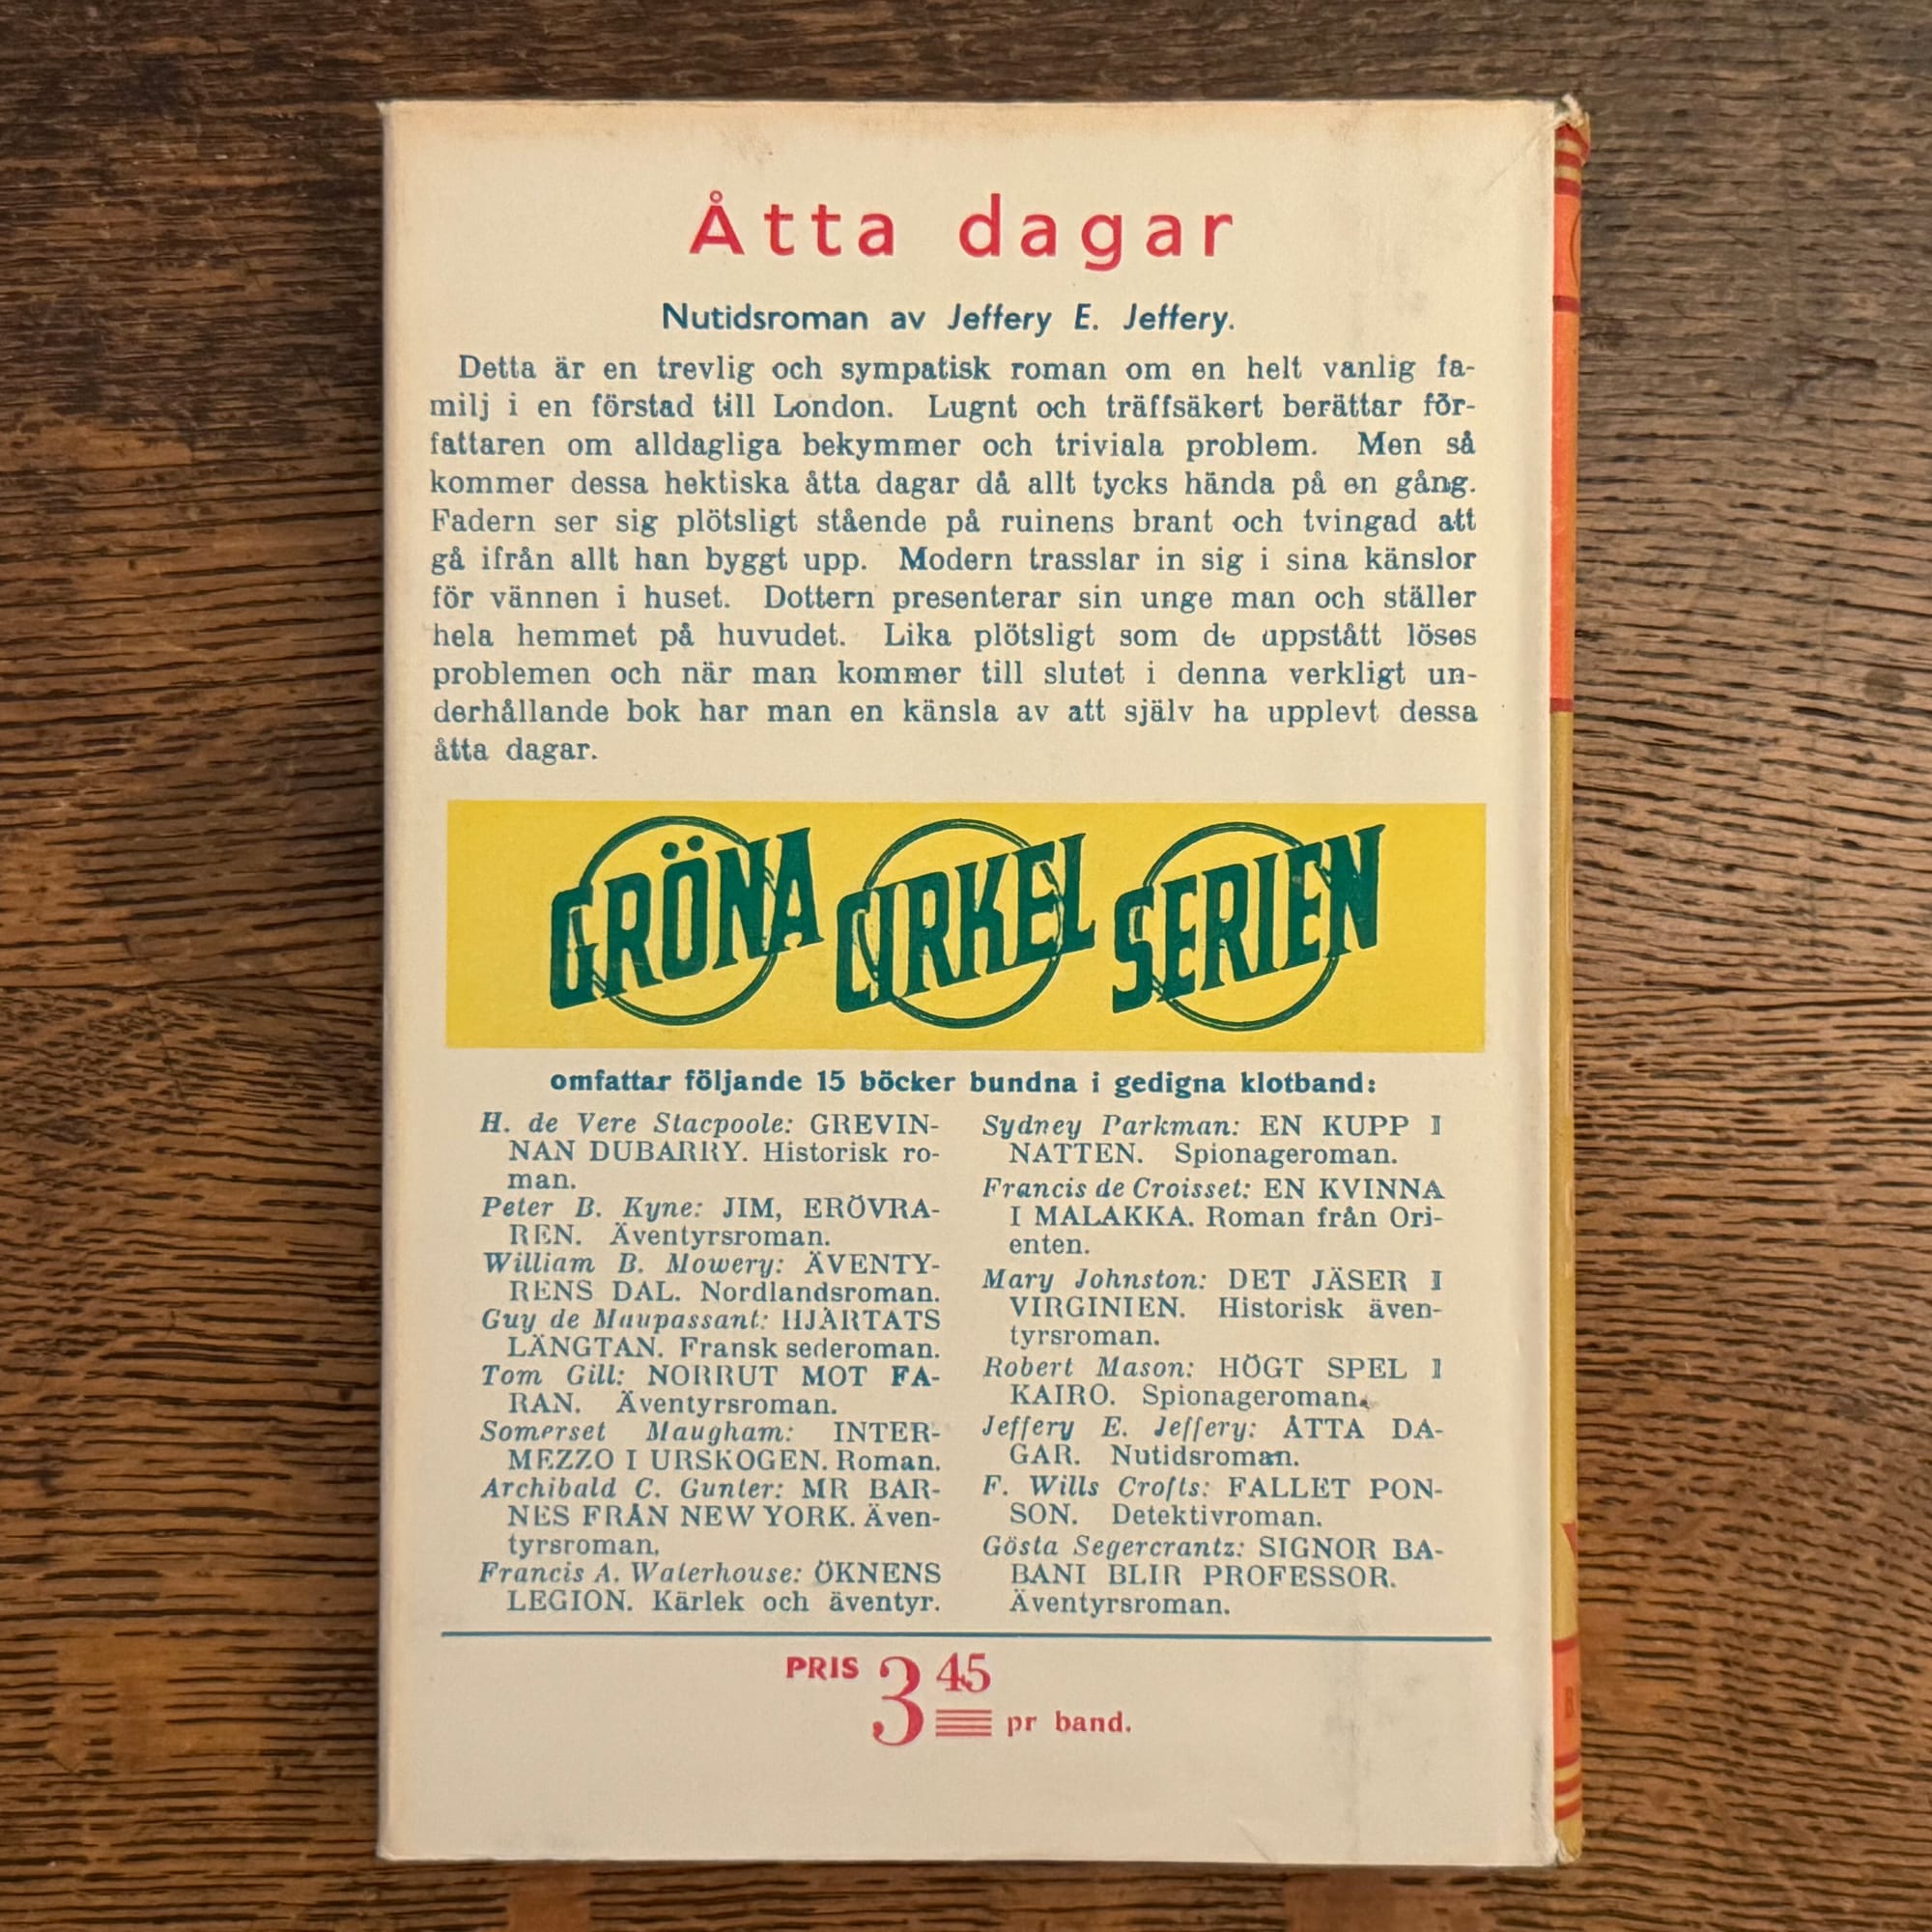 Åtta dagar
Nutidsroman av Jeffery E. Jeffery.
Detta är en trevlig och sympatisk roman om en helt vanlig fa-
milj i en förstad till London. Lugnt och träffsäkert berättar för-
fattaren om alldagliga bekymmer och triviala problem. Men så
kommer dessa hektiska åtta dagar då allt tycks hända på en gång.
Fadern ser sig plötsligt stående på ruinens brant och tvingad att
gå ifrån allt han byggt upp. Modern trasslar in sig i sina känslor
för vännen i huset. Dottern presenterar sin unge man och ställer
hela hemmet på huvudet. Lika plötsligt som de uppstått löses
problemen och när man kommer till slutet i denna verkligt un-
derhållande bok har man en känsla av att själv ha upplevt dessa
åtta dagar.
GRÖNA CIRKEL SERIEN
omfattar följande 15 böcker bundna i gedigna klotband:
H. de Vere Stacpoole: GREVIN-
NAN DUBARRY. Historisk ro-
man.
Peter B. Kyne: JIM, ERÖVRA-
REN. Äventyrsroman.
William B. Mowery: ÄVENTY-
RENS DAL. Nordlandsroman.
Guy de Maupassant: HJÄRTATS
LÄNGTAN. Fransk sederoman.
Tom Gill: NORRUT MOT FA-
RAN. Äventyrsroman.
Somerset Maugham: INTER-
MEZZO I URSKOGEN. Roman.
Archibald C. Gunter: MR BAR-
NES FRÅN NEW YORK. Även-
tyrsroman.
Francis A. Waterhouse: ÖKNENS
LEGION. Kärlek och äventyr.
Sydney Parkman: EN KUPP I
NATTEN. Spionageroman.
Francis de Croisset: EN KVINNA
I MALAKKA. Roman från Ori-
enten.
Mary Johnston: DET JÄSER I
VIRGINIEN. Historisk även-
tyrsroman.
Robert Mason: HÖGT SPEL I
KAIRO. Spionageroman.
Jeffery E. Jeffery: ÅTTA DA-
GAR. Nutidsroman.
F. Wills Crofts: FALLET PON-
SON. Detektivroman.
Gösta Segercrantz: SIGNOR BA-
BANI BLIR PROFESSOR.
Äventyrsroman.
PRIS 3 45 pr band.